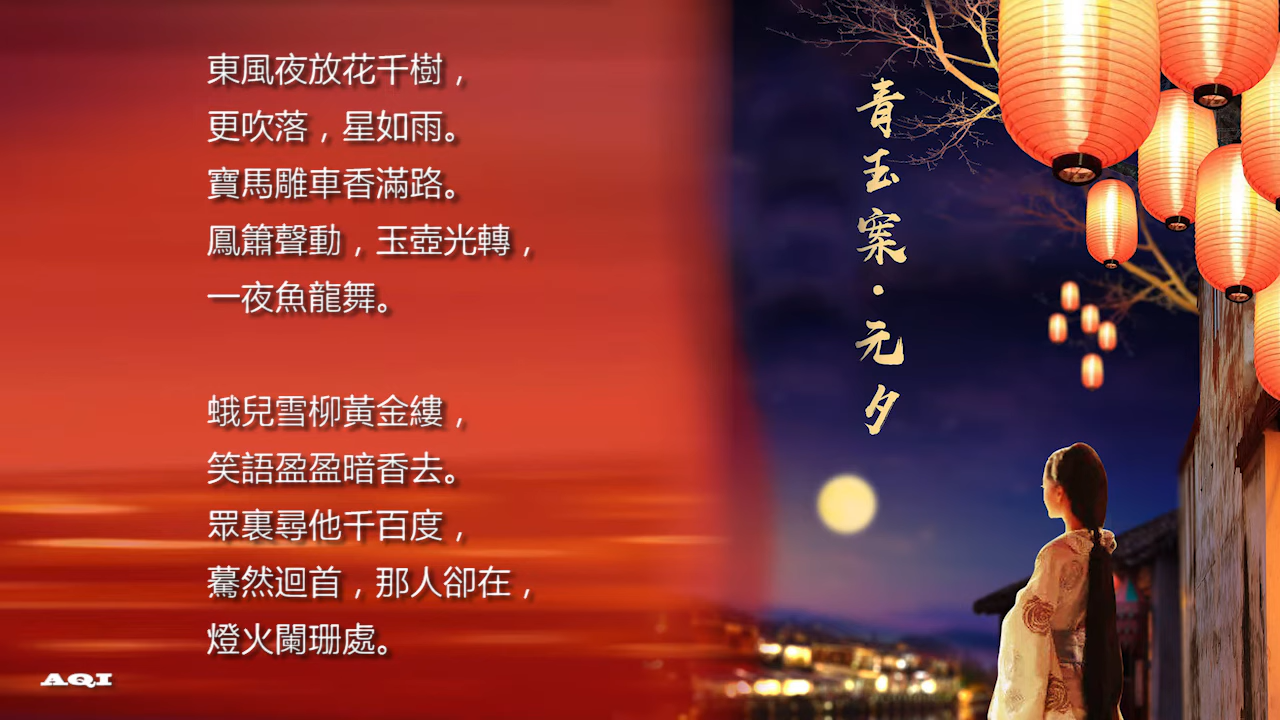 東風夜放花千樹，
更吹落，星如雨。
寶馬雕車香滿路。
鳳簫聲動，玉壺光轉，
一夜魚龍舞。
蛾兒雪柳黃金縷，
笑語盈盈暗香去。
眾裏尋他千百度，
驀然迴首，那人卻在，
燈火闌珊處。
青玉案·元夕
AQI